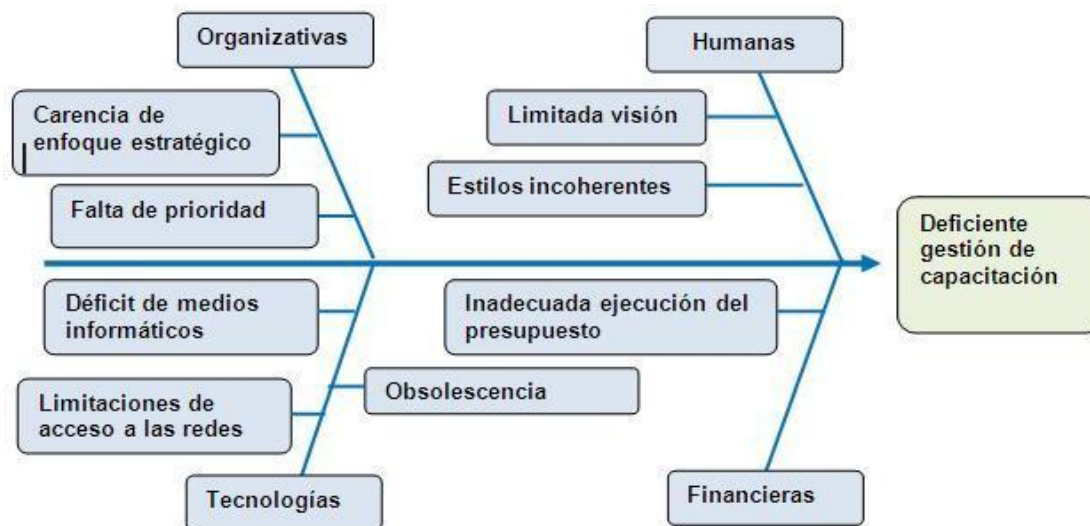 Organizativas
Humanas
Carencia de
enfoque estratégico
Limitada visión
Estilos incoherentes
Falta de prioridad
Deficiente
gestión de
capacitación
Déficit de medios
informáticos
Inadecuada ejecución del
presupuesto
Obsolescencia
Limitaciones de
acceso a las redes
Tecnologías
Financieras